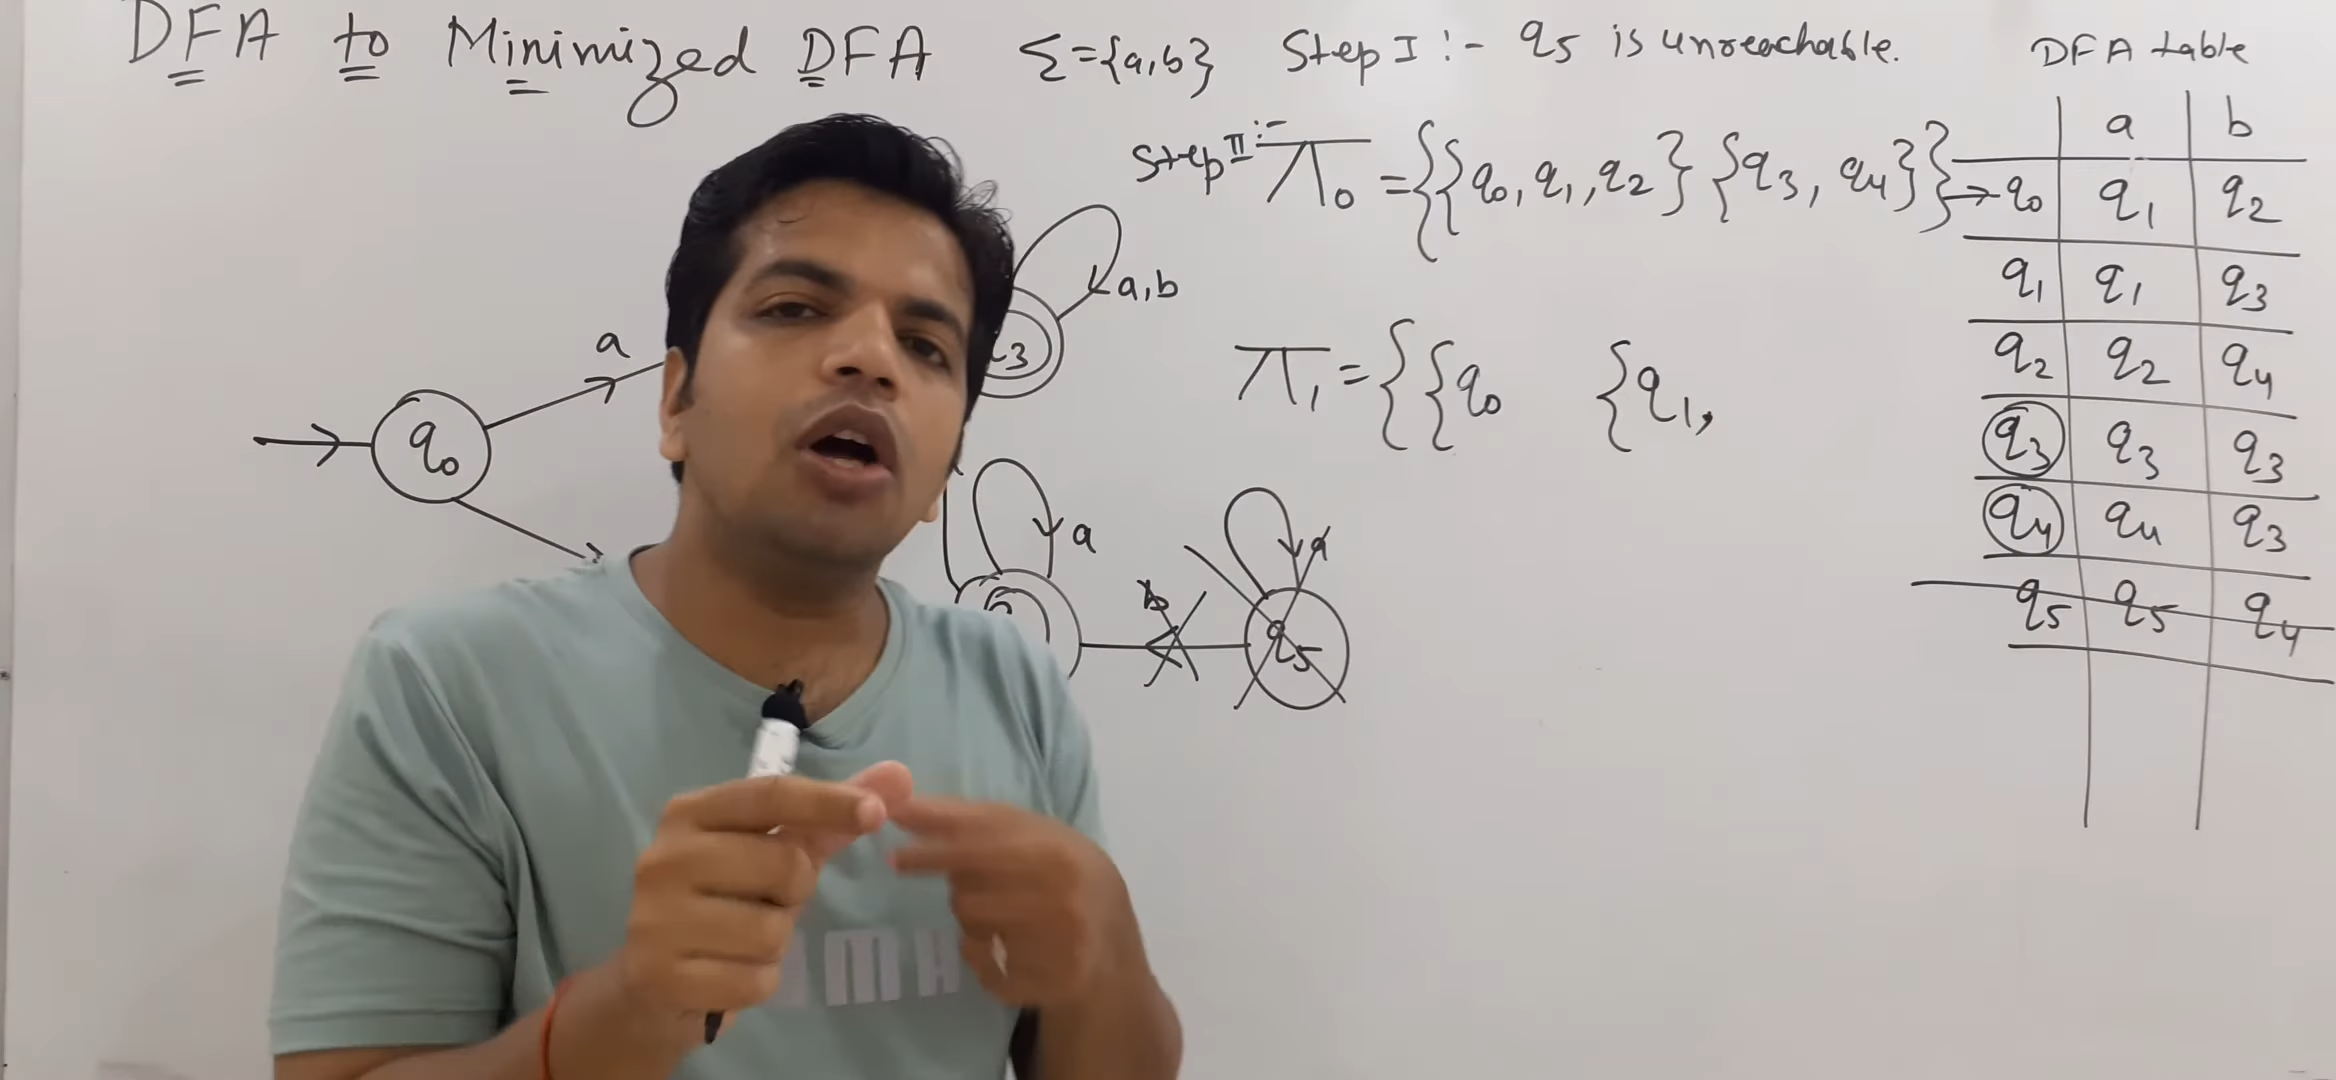 DFA to Minimized DFA Σ={a,b} Step I :- q5 is unreachable.
DFA table
Step II :- π0 = {{q0, q1, q2} {q3, q4}}
π1 = {{q0 {q1,
a b
→ q0 q1 q2
q1 q1 q3
q2 q2 q4
q3 q3 q3
q4 q4 q3
q5 q5 q4
q0
a
a,b
3
a
b
a
q5